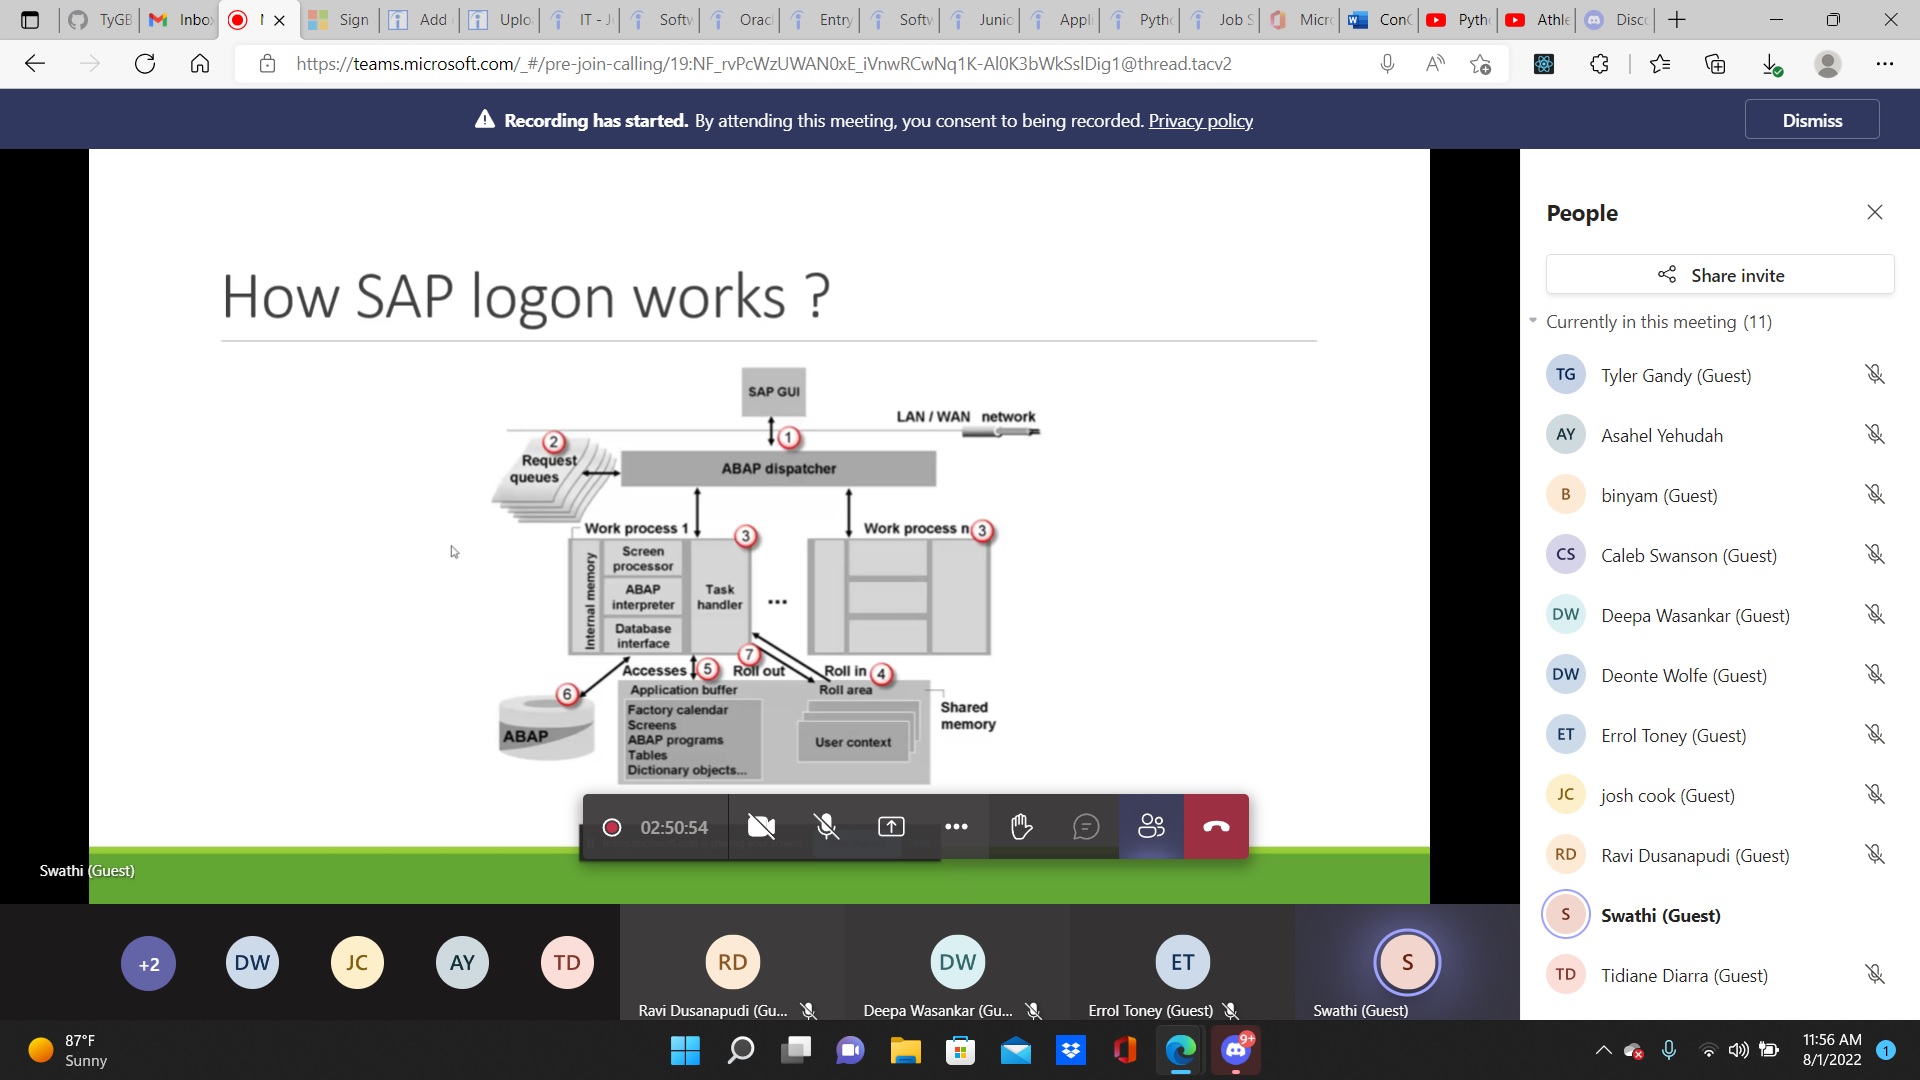 TyGB
Inbo
Sign
Add
Uplo
IT - J
Softw
Orac
Entry
Softw
Junio
Appli
Pytho
Job S
Micro
Con
Pyth
Athle
Disc
https://teams.microsoft.com/_#/pre-join-calling/19:NF_rvPcWzUWAN0xE_iVnwRCwNq1K-Al0K3bWkSslDig1@thread.tacv2
Recording has started. By attending this meeting, you consent to being recorded. Privacy policy
Dismiss
How SAP logon works ?
SAP GUI
LAN / WAN network
1
2
Request
queues
ABAP dispatcher
Work process 1
3
Work process n
3
Internal memory
Screen
processor
ABAP
interpreter
Database
interface
Task
handler
...
Accesses
5
7
Roll out
Roll in
4
6
ABAP
Application buffer
Factory calendar
Screens
ABAP programs
Tables
Dictionary objects...
Roll area
User context
Shared
memory
02:50:54
Swathi (Guest)
People
Share invite
Currently in this meeting (11)
TG
Tyler Gandy (Guest)
AY
Asahel Yehudah
B
binyam (Guest)
CS
Caleb Swanson (Guest)
DW
Deepa Wasankar (Guest)
DW
Deonte Wolfe (Guest)
ET
Errol Toney (Guest)
JC
josh cook (Guest)
RD
Ravi Dusanapudi (Guest)
S
Swathi (Guest)
TD
Tidiane Diarra (Guest)
+2
DW
JC
AY
TD
RD
Ravi Dusanapudi (Gu...
DW
Deepa Wasankar (Gu...
ET
Errol Toney (Guest)
S
Swathi (Guest)
87°F
Sunny
9+
11:56 AM
8/1/2022
1